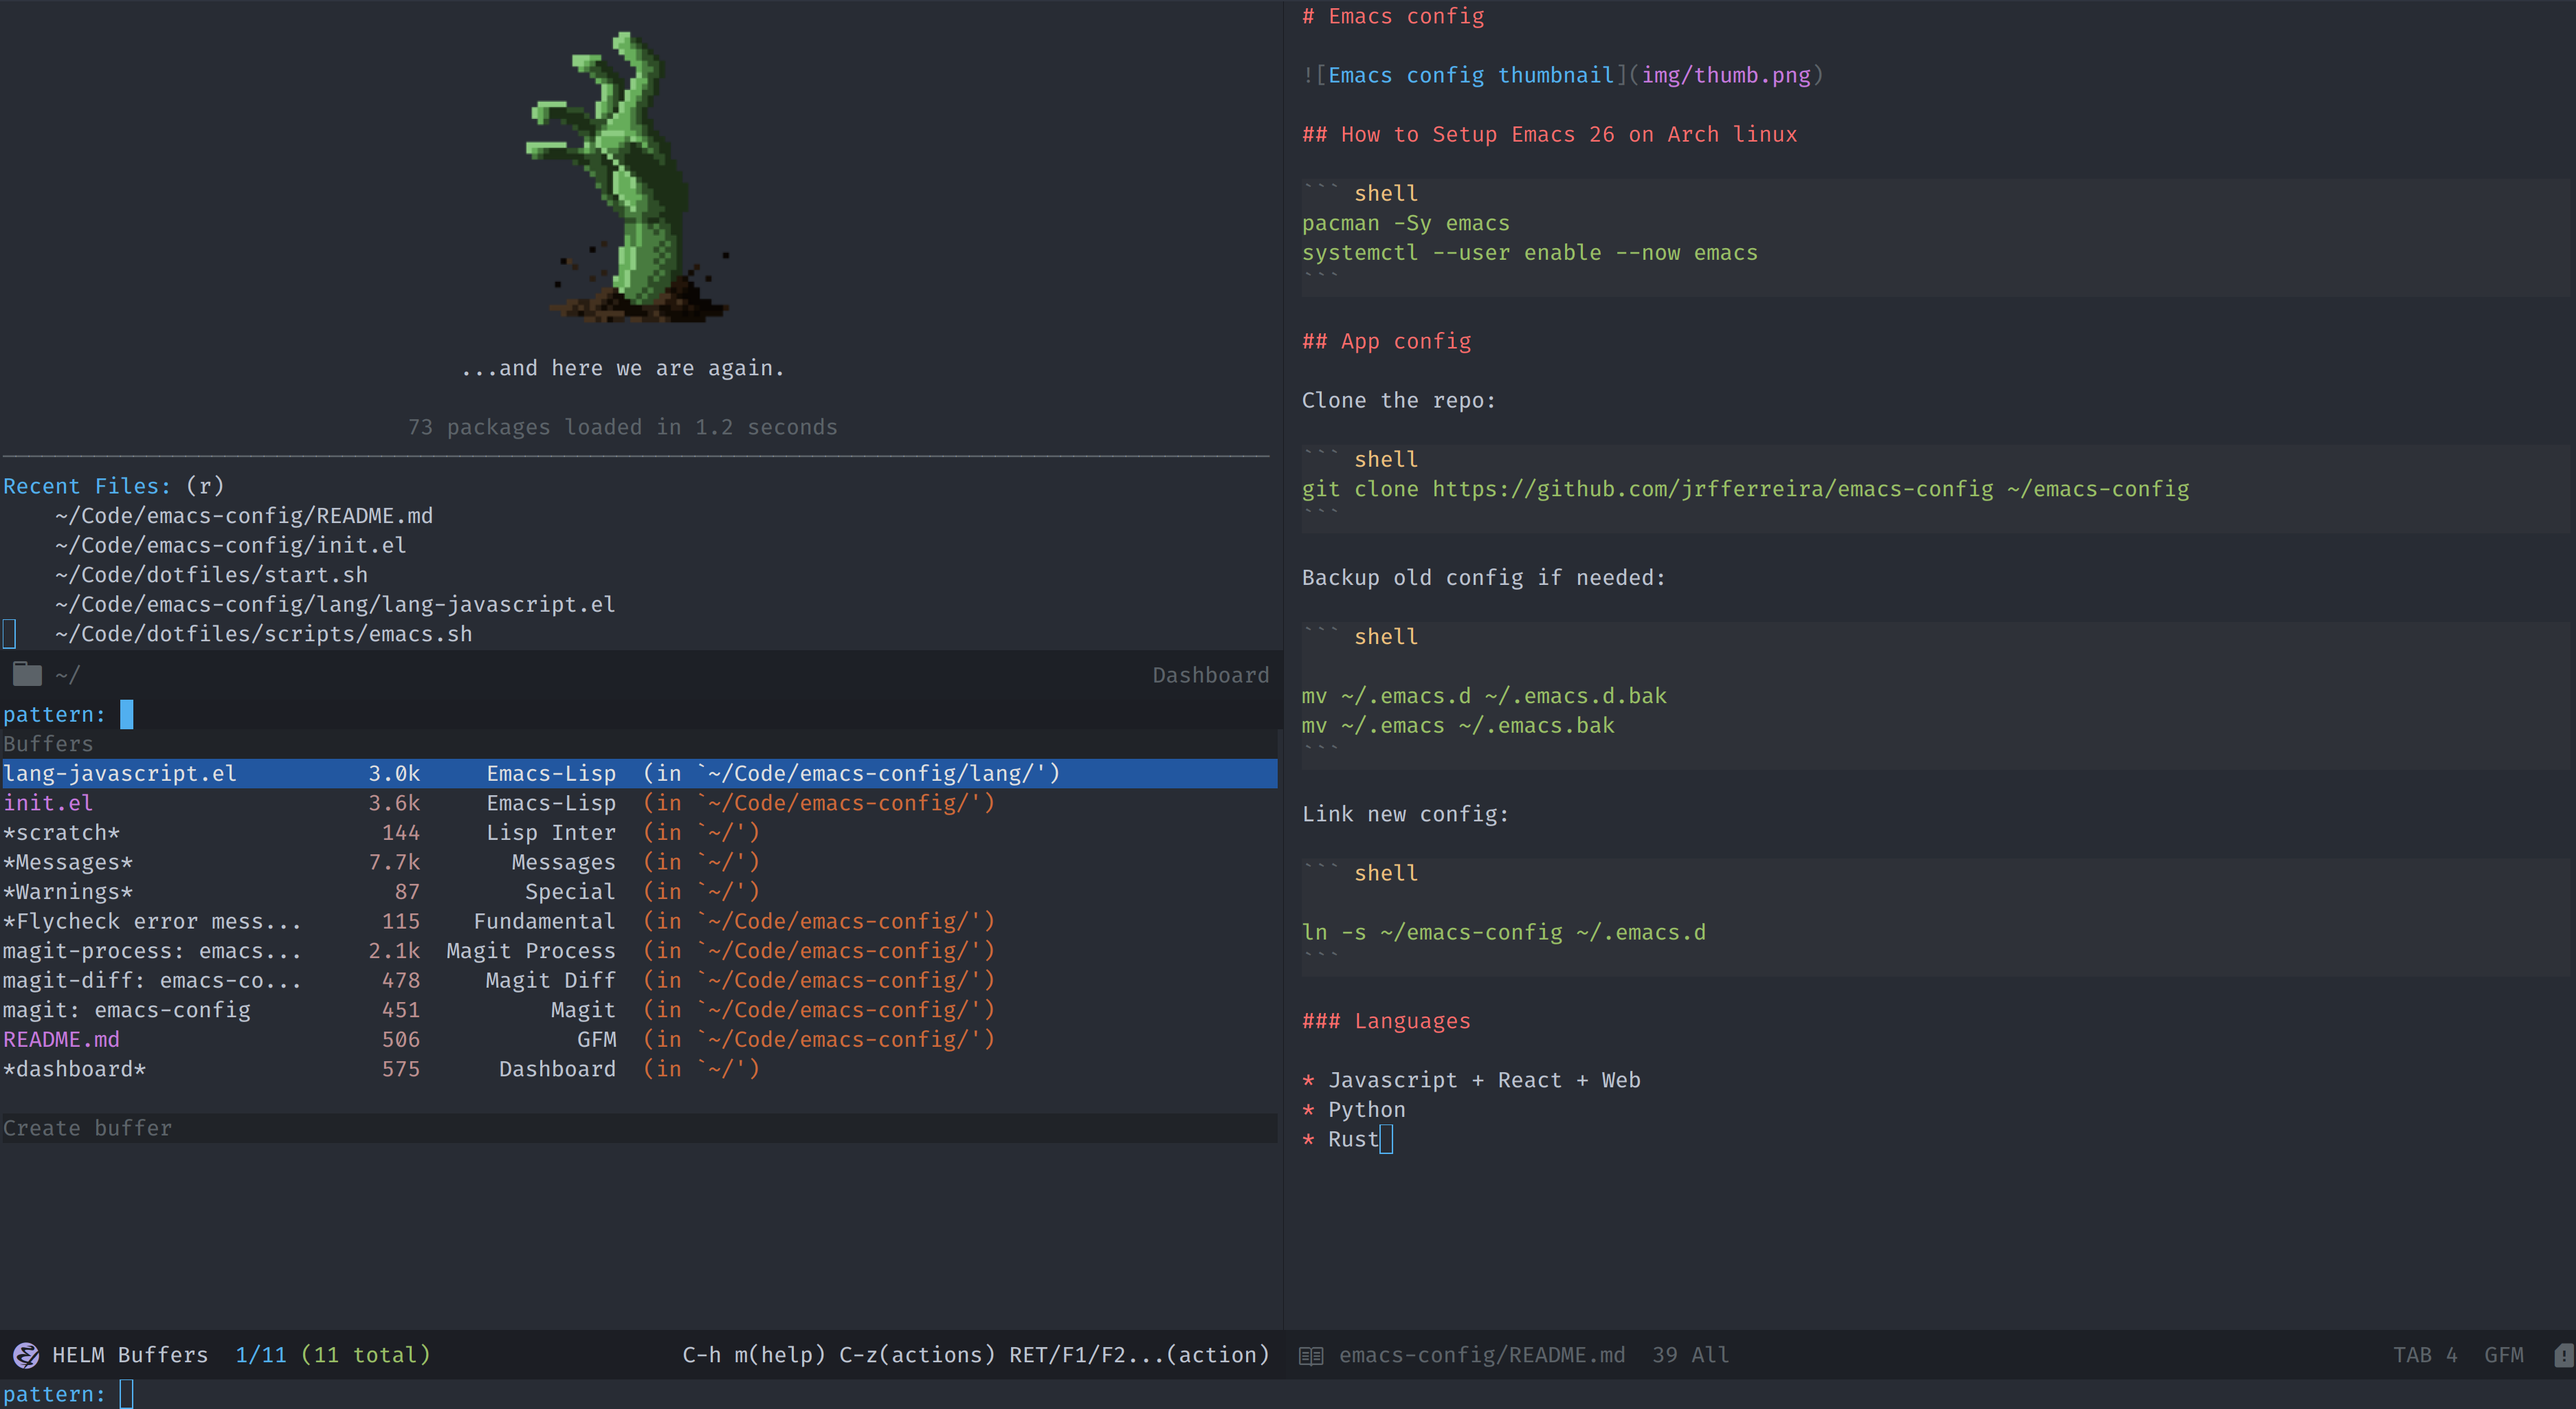 ...and here we are again.
73 packages loaded in 1.2 seconds
Recent Files: (r)
~/Code/emacs-config/README.md
~/Code/emacs-config/init.el
~/Code/dotfiles/start.sh
~/Code/emacs-config/lang/lang-javascript.el
~/Code/dotfiles/scripts/emacs.sh
~/ Dashboard
pattern:
Buffers
lang-javascript.el 3.0k Emacs-Lisp (in `~/Code/emacs-config/lang/')
init.el 3.6k Emacs-Lisp (in `~/Code/emacs-config/')
*scratch* 144 Lisp Inter (in `~/')
*Messages* 7.7k Messages (in `~/')
*Warnings* 87 Special (in `~/')
*Flycheck error mess... 115 Fundamental (in `~/Code/emacs-config/')
magit-process: emacs... 2.1k Magit Process (in `~/Code/emacs-config/')
magit-diff: emacs-co... 478 Magit Diff (in `~/Code/emacs-config/')
magit: emacs-config 451 Magit (in `~/Code/emacs-config/')
README.md 506 GFM (in `~/Code/emacs-config/')
*dashboard* 575 Dashboard (in `~/')
Create buffer
HELM Buffers 1/11 (11 total) C-h m(help) C-z(actions) RET/F1/F2...(action)
pattern:
# Emacs config
![Emacs config thumbnail](img/thumb.png)
## How to Setup Emacs 26 on Arch linux
``` shell
pacman -Sy emacs
systemctl --user enable --now emacs
```
## App config
Clone the repo:
``` shell
git clone https://github.com/jrfferreira/emacs-config ~/emacs-config
```
Backup old config if needed:
``` shell
mv ~/.emacs.d ~/.emacs.d.bak
mv ~/.emacs ~/.emacs.bak
```
Link new config:
``` shell
ln -s ~/emacs-config ~/.emacs.d
```
### Languages
* Javascript + React + Web
* Python
* Rust
emacs-config/README.md 39 All TAB 4 GFM